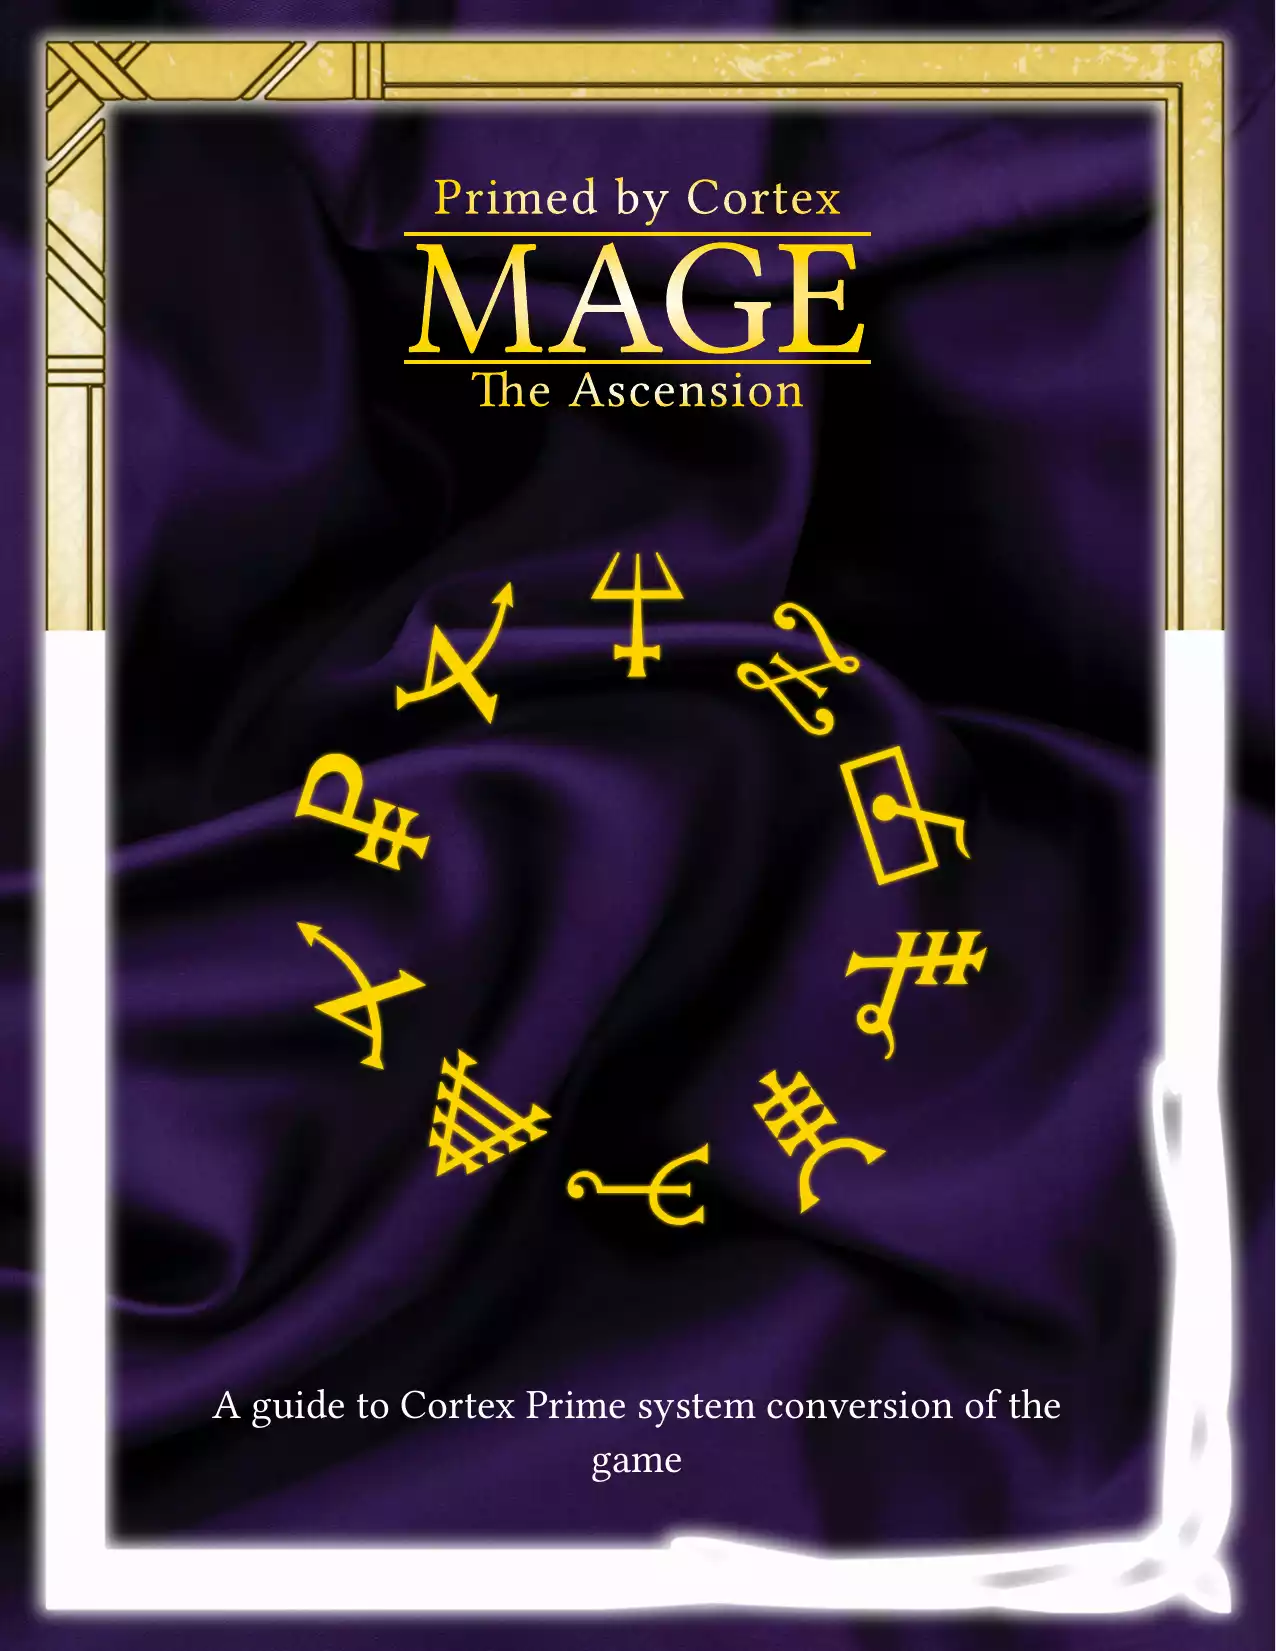 Primed by Cortex
MAGE
The Ascension
A guide to Cortex Prime system conversion of the
game